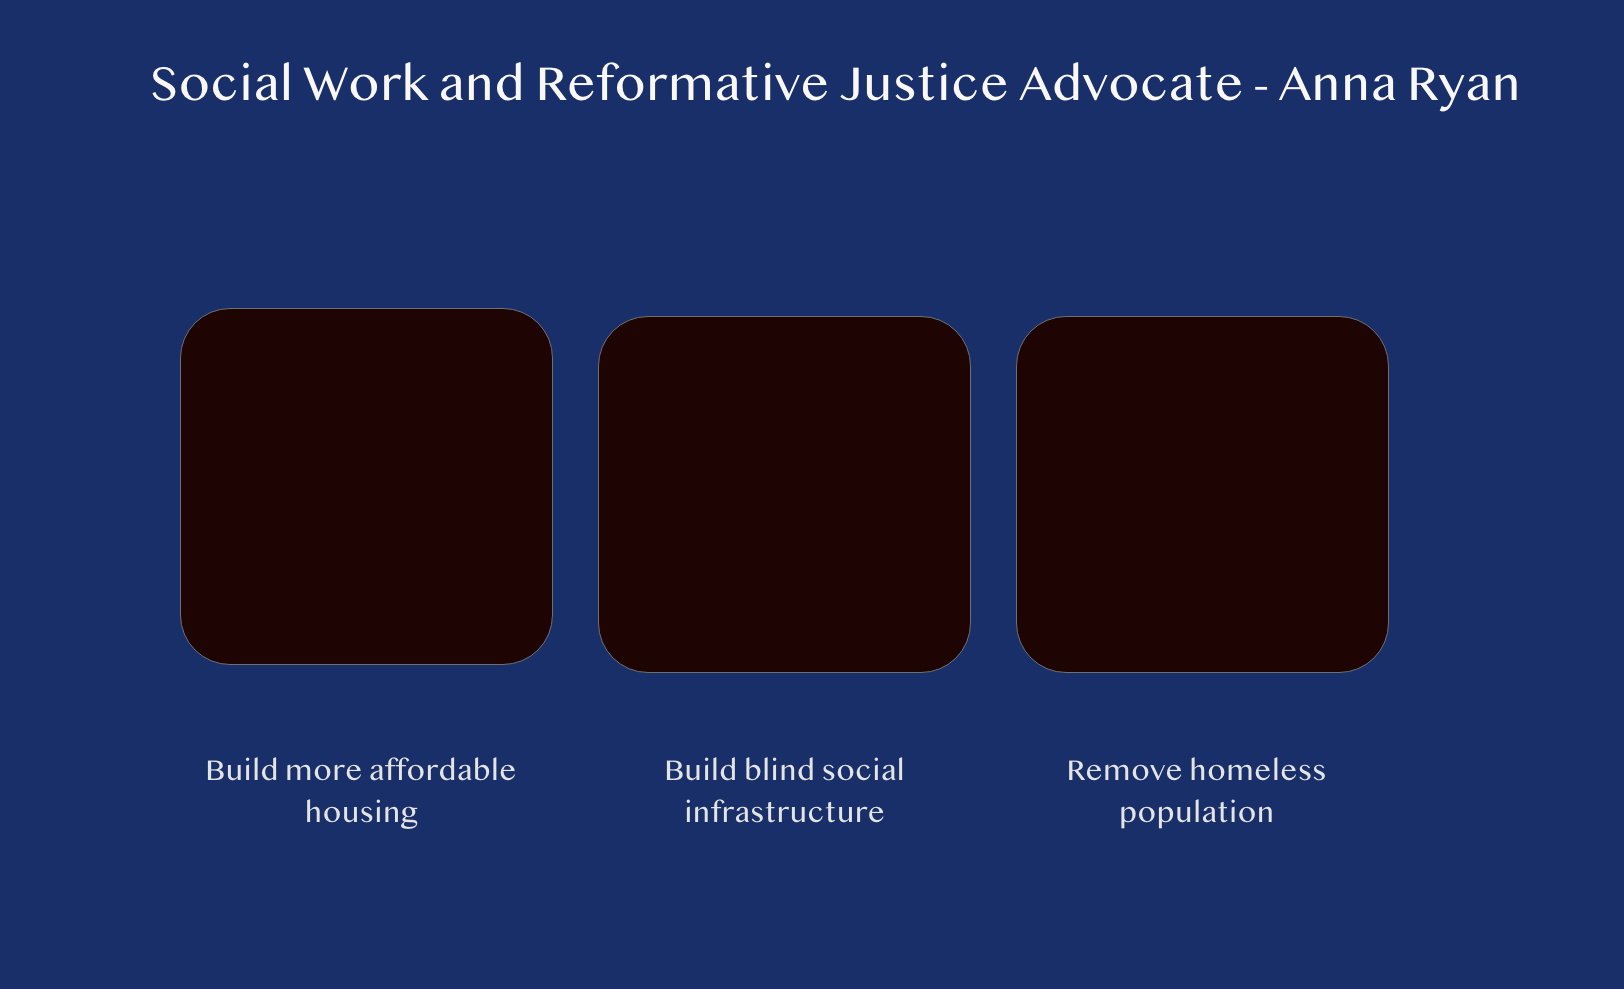 Social Work and Reformative Justice Advocate - Anna Ryan
Build more affordable
housing
Build blind social
infrastructure
Remove homeless
population